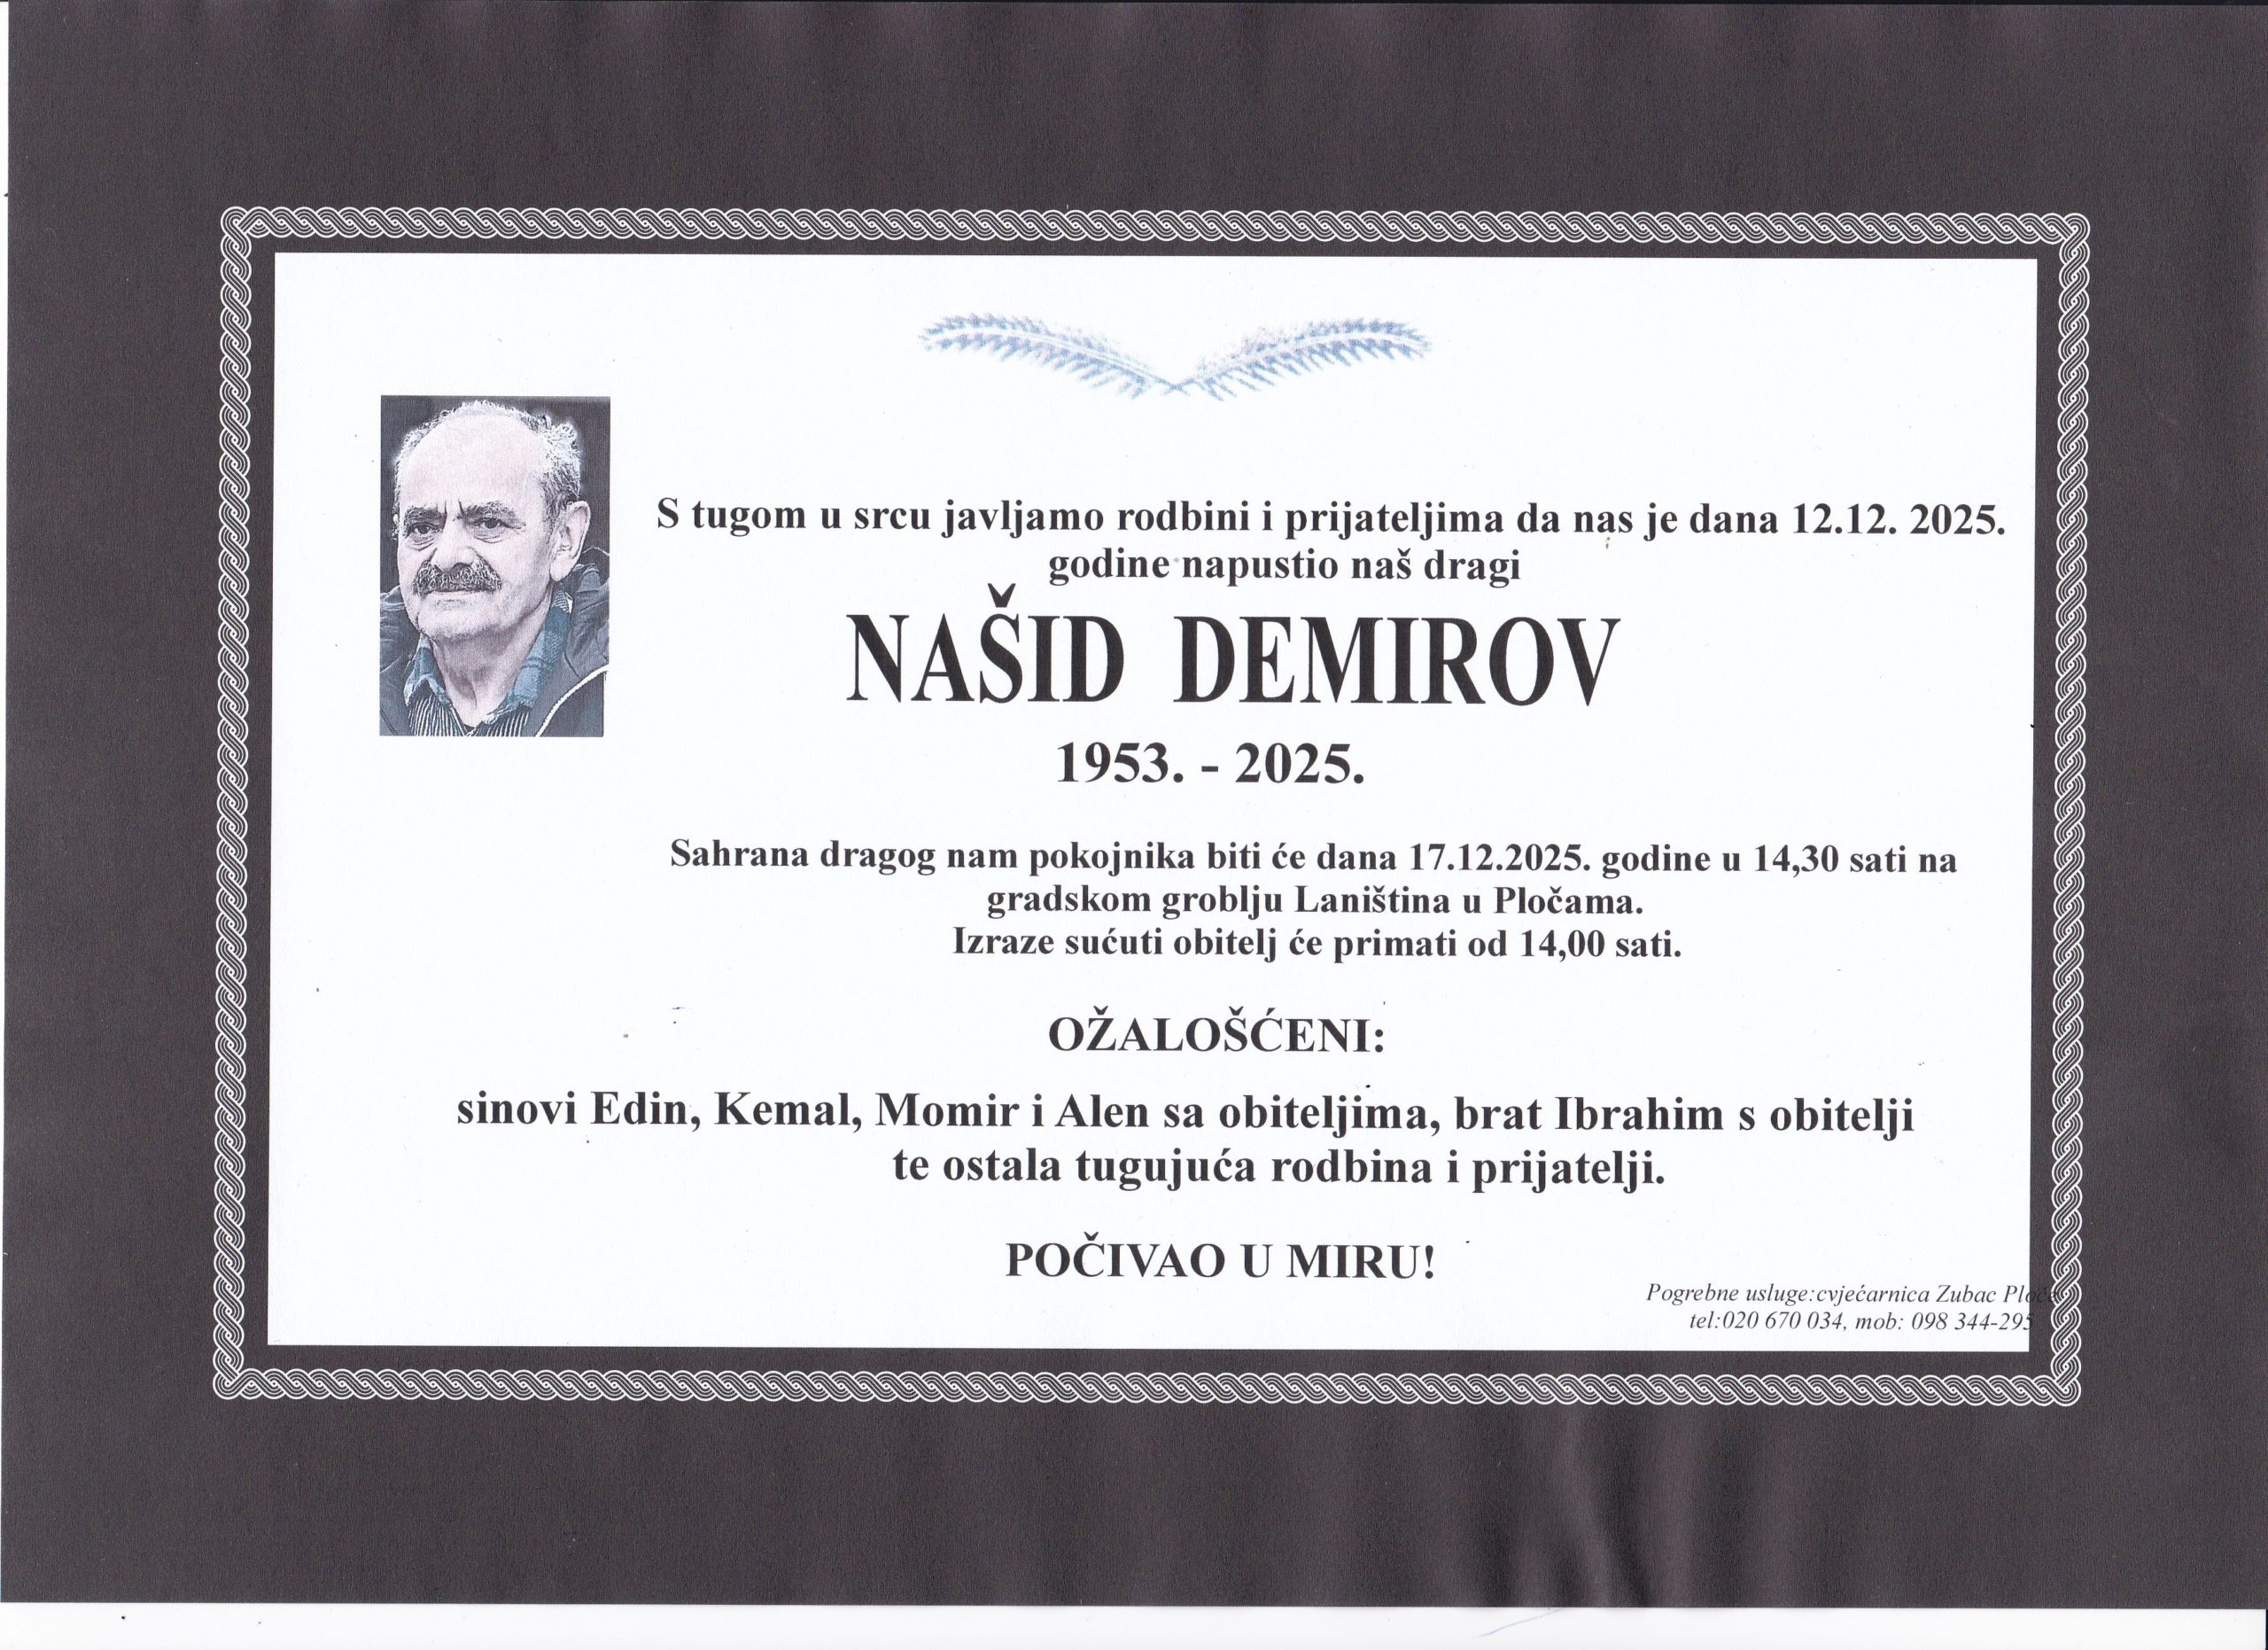 S tugom u srcu javljamo rodbini i prijateljima da nas je dana 12.12. 2025.
godine napustio naš dragi
NAŠID DEMIROV
1953. - 2025.
Sahrana dragog nam pokojnika biti će dana 17.12.2025. godine u 14,30 sati na
gradskom groblju Laniština u Pločama.
Izraze sućuti obitelj će primati od 14,00 sati.
OŽALOŠĆENI:
sinovi Edin, Kemal, Momir i Alen sa obiteljima, brat Ibrahim s obitelji
te ostala tugujuća rodbina i prijatelji.
POČIVAO U MIRU!
Pogrebne usluge:cvjećarnica Zubac Ploče
tel:020 670 034, mob: 098 344-295